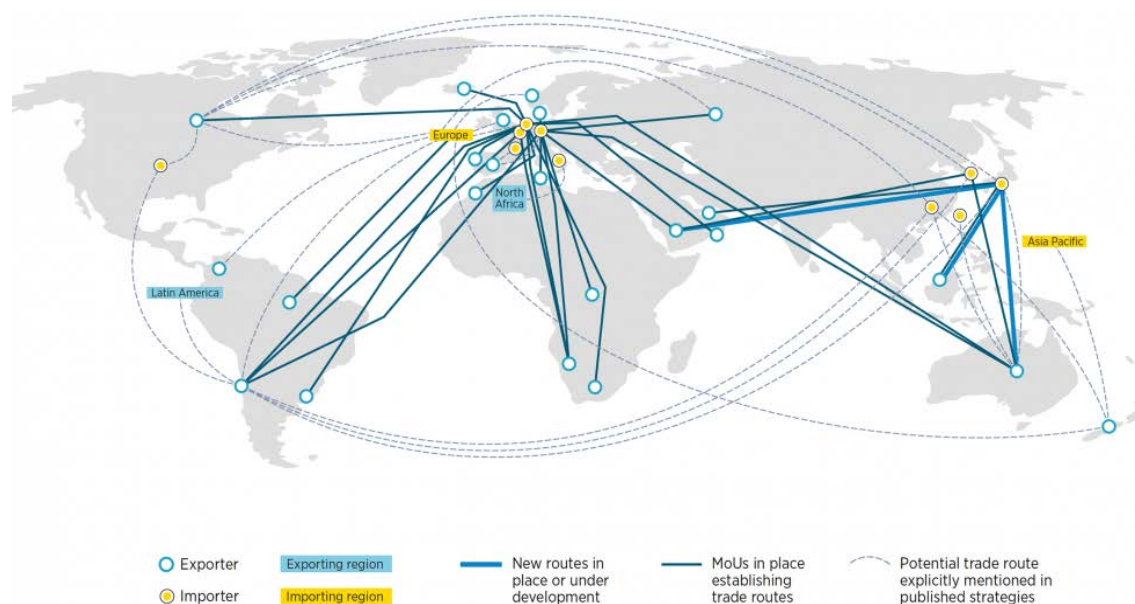 Europe
North
Africa
Asia Pacific
Latin America
Exporter
Exporting region
New routes in
place or under
development
MoUs in place
establishing
trade routes
Potential trade route
explicitly mentioned in
published strategies
Importer
Importing region